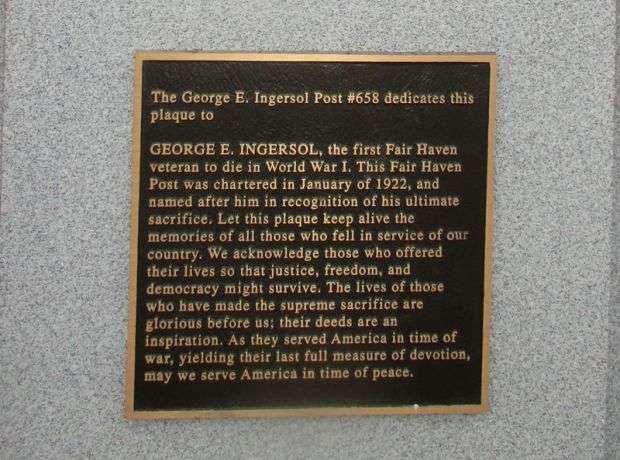 The George E. Ingersol Post #658 dedicates this
plaque to
GEORGE E. INGERSOL, the first Fair Haven
veteran to die in World War I. This Fair Haven
Post was chartered in January of 1922, and
named after him in recognition of his ultimate
sacrifice. Let this plaque keep alive the
memories of all those who fell in service of our
country. We acknowledge those who offered
their lives so that justice, freedom, and
democracy might survive. The lives of those
who have made the supreme sacrifice are
glorious before us; their deeds are an
inspiration. As they served America in time of
war, yielding their last full measure of devotion,
may we serve America in time of peace.